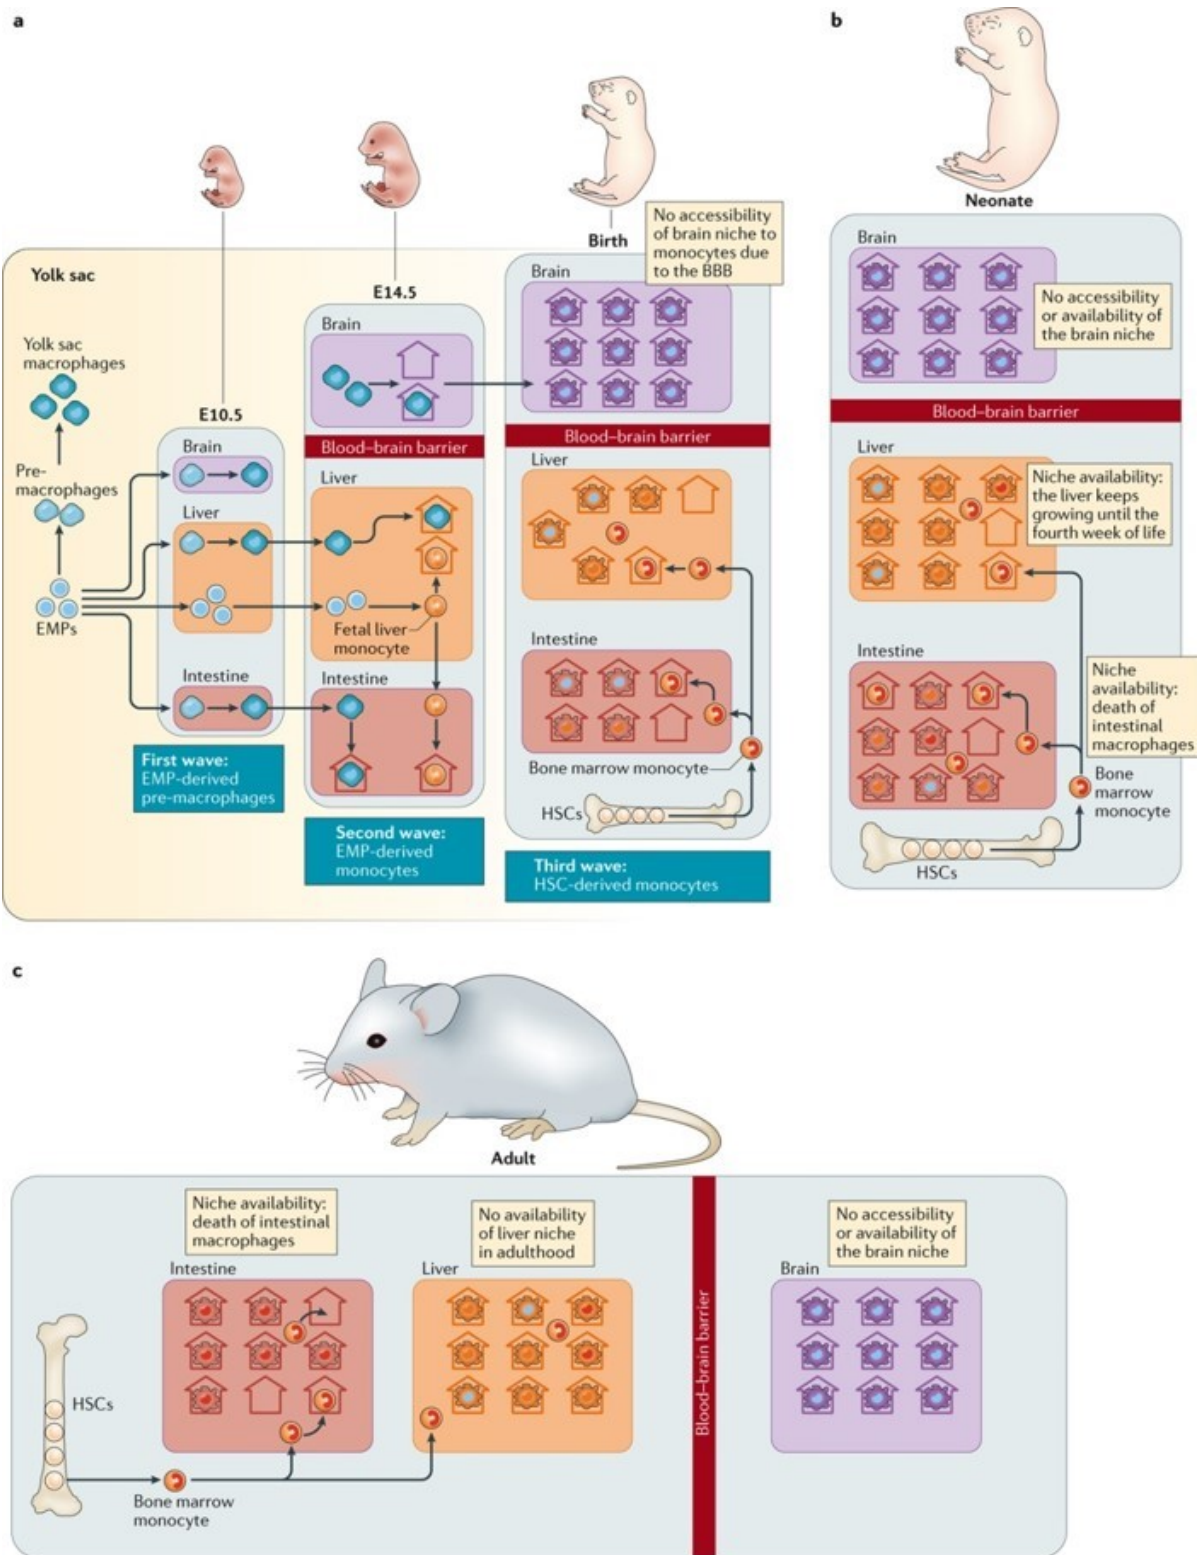 a
Yolk sac
Yolk sac
macrophages
Pre-
macrophages
EMPs
E10.5
Brain
Liver
Intestine
First wave:
EMP-derived
pre-macrophages
E14.5
Brain
Blood–brain barrier
Liver
Fetal liver
monocyte
Intestine
Second wave:
EMP-derived
monocytes
Birth
No accessibility
of brain niche to
monocytes due
to the BBB
Brain
Blood–brain barrier
Liver
Intestine
Bone marrow monocyte
HSCs
Third wave:
HSC-derived monocytes
b
Neonate
Brain
No accessibility
or availability of
the brain niche
Blood–brain barrier
Liver
Niche availability:
the liver keeps
growing until the
fourth week of life
Intestine
Niche
availability:
death of
intestinal
macrophages
Bone
marrow
monocyte
HSCs
c
Adult
Niche availability:
death of intestinal
macrophages
Intestine
HSCs
Bone marrow
monocyte
No availability
of liver niche
in adulthood
Liver
Blood–brain barrier
No accessibility
or availability of
the brain niche
Brain